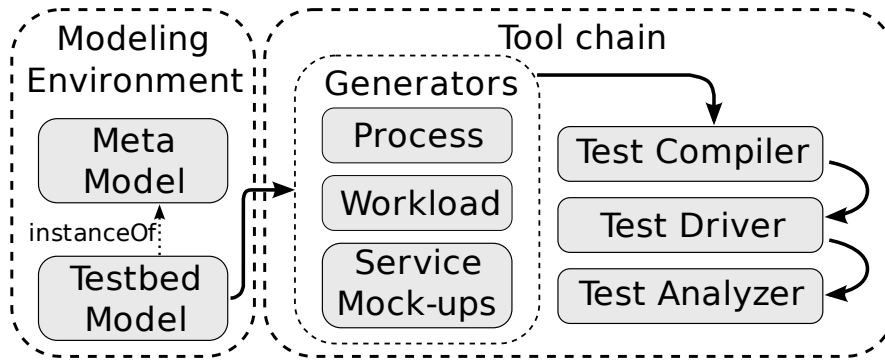 Modeling
Environment
Meta
Model
instanceOf
Testbed
Model
Tool chain
Generators
Process
Workload
Service
Mock-ups
Test Compiler
Test Driver
Test Analyzer